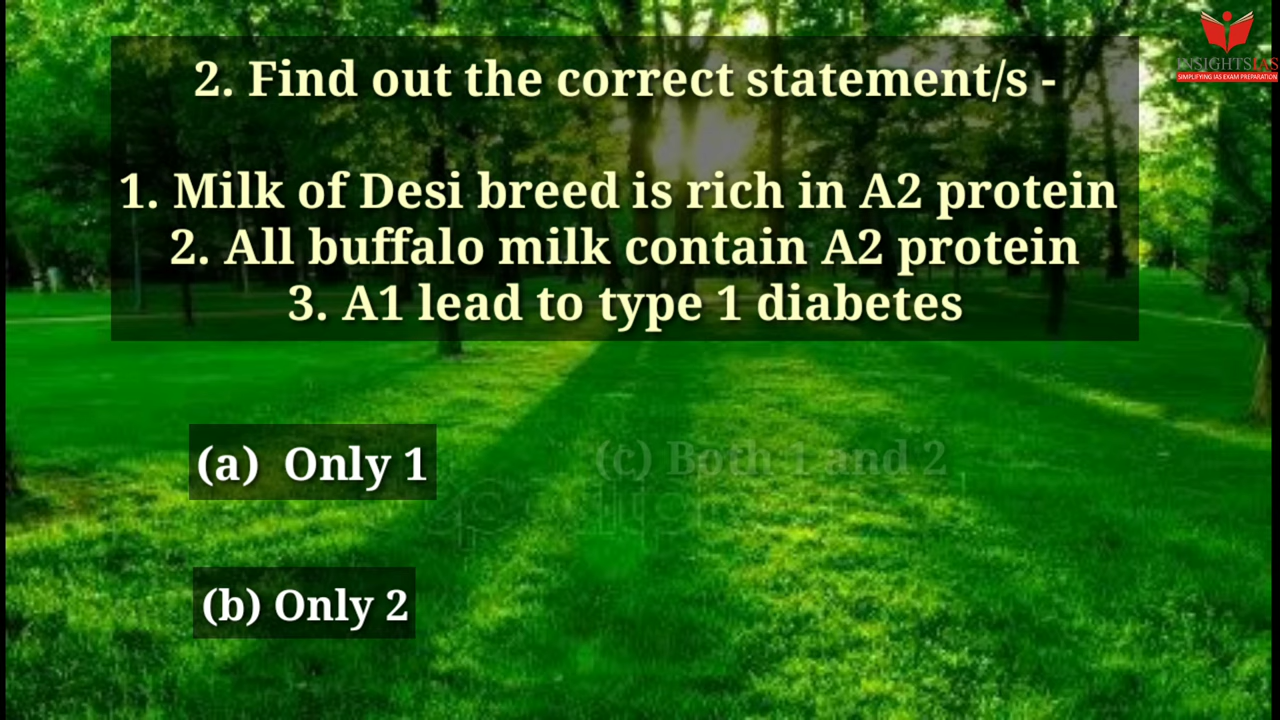 INSIGHTSIAS
SIMPLIFYING IAS EXAM PREPARATION
2. Find out the correct statement/s -
1. Milk of Desi breed is rich in A2 protein
2. All buffalo milk contain A2 protein
3. A1 lead to type 1 diabetes
(a) Only 1
(c) Both 1 and 2
(b) Only 2